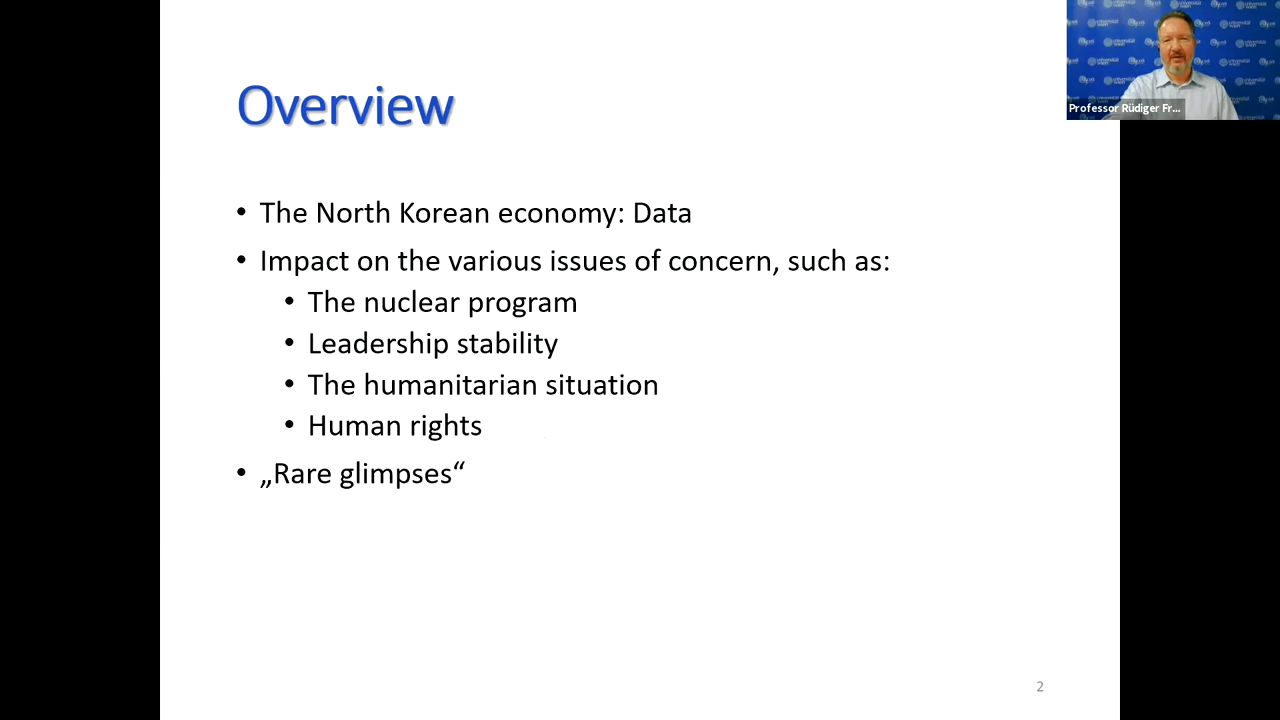 Overview
• The North Korean economy: Data
• Impact on the various issues of concern, such as:
• The nuclear program
• Leadership stability
• The humanitarian situation
• Human rights
• „Rare glimpses“
2
Professor Rüdiger Fr...